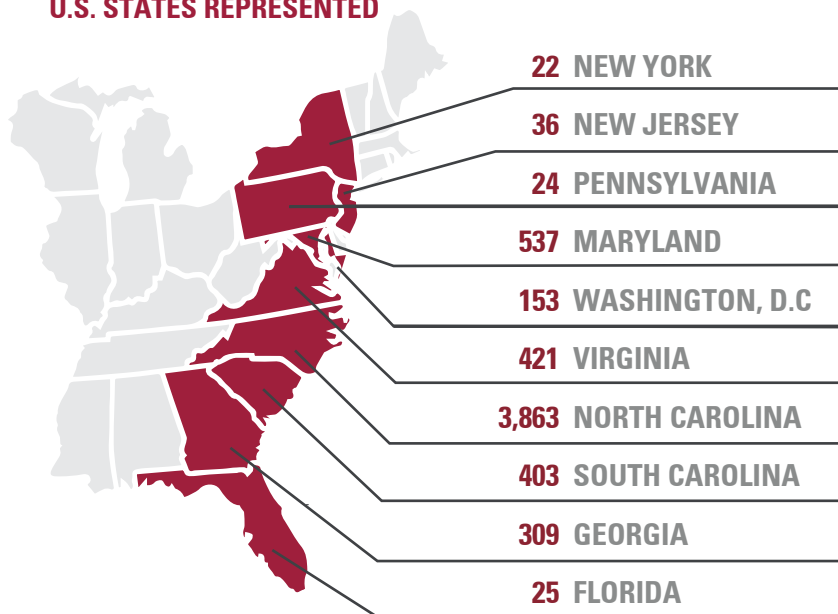 U.S. STATES REPRESENTED
22 NEW YORK
36 NEW JERSEY
24 PENNSYLVANIA
537 MARYLAND
153 WASHINGTON, D.C
421 VIRGINIA
3,863 NORTH CAROLINA
403 SOUTH CAROLINA
309 GEORGIA
25 FLORIDA